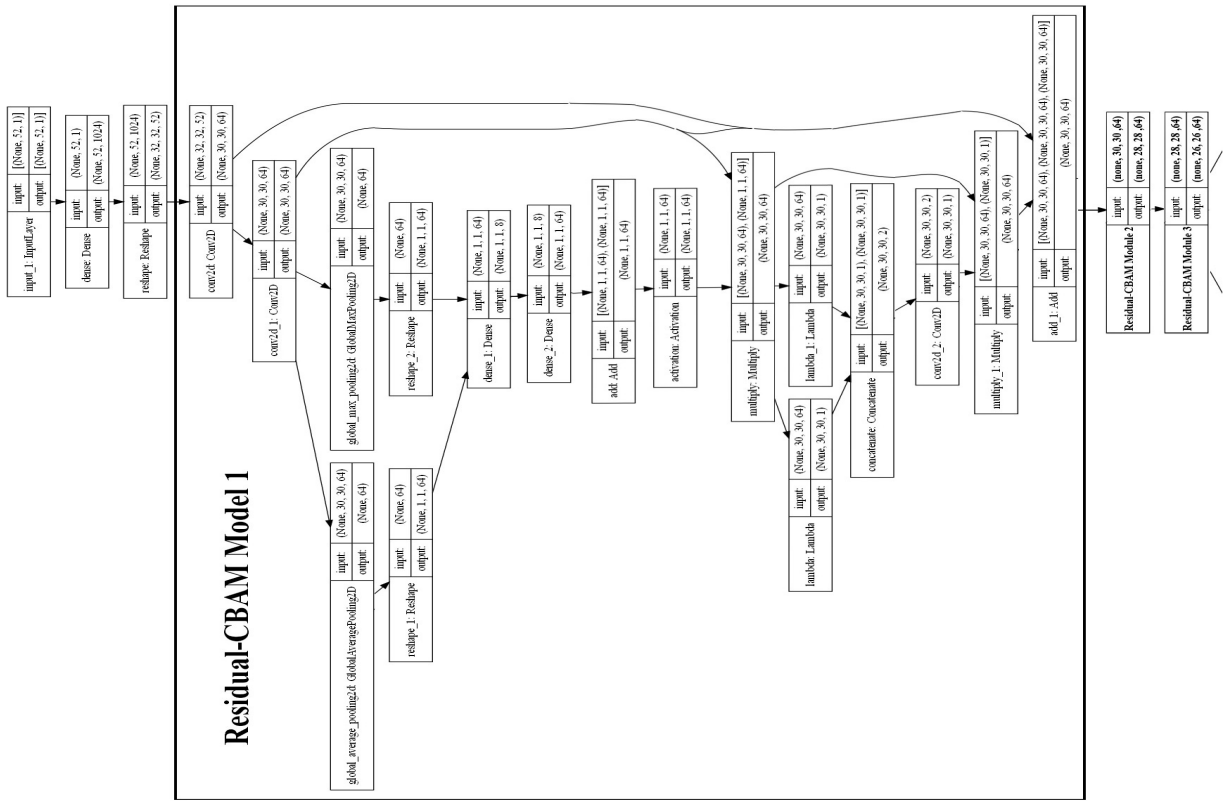 input_1: InputLayer
input: [(None, 52, 1)]
output: [(None, 52, 1)]
dense: Dense
input: (None, 52, 1)
output: (None, 52, 1024)
reshape: Reshape
input: (None, 52, 1024)
output: (None, 32, 32, 52)
Residual-CBAM Model 1
conv2d: Conv2D
input: (None, 32, 32, 52)
output: (None, 30, 30, 64)
conv2d_1: Conv2D
input: (None, 30, 30, 64)
output: (None, 30, 30, 64)
global_average_pooling2d: GlobalAveragePooling2D
input: (None, 30, 30, 64)
output: (None, 64)
global_max_pooling2d: GlobalMaxPooling2D
input: (None, 30, 30, 64)
output: (None, 64)
reshape_1: Reshape
input: (None, 64)
output: (None, 1, 1, 64)
reshape_2: Reshape
input: (None, 64)
output: (None, 1, 1, 64)
dense_1: Dense
input: (None, 1, 1, 64)
output: (None, 1, 1, 8)
dense_2: Dense
input: (None, 1, 1, 8)
output: (None, 1, 1, 64)
add: Add
input: [(None, 1, 1, 64), (None, 1, 1, 64)]
output: (None, 1, 1, 64)
activation: Activation
input: (None, 1, 1, 64)
output: (None, 1, 1, 64)
multiply: Multiply
input: [(None, 30, 30, 64), (None, 1, 1, 64)]
output: (None, 30, 30, 64)
lambda: Lambda
input: (None, 30, 30, 64)
output: (None, 30, 30, 1)
lambda_1: Lambda
input: (None, 30, 30, 64)
output: (None, 30, 30, 1)
concatenate: Concatenate
input: [(None, 30, 30, 1), (None, 30, 30, 1)]
output: (None, 30, 30, 2)
conv2d_2: Conv2D
input: (None, 30, 30, 2)
output: (None, 30, 30, 1)
multiply_1: Multiply
input: [(None, 30, 30, 64), (None, 30, 30, 1)]
output: (None, 30, 30, 64)
add_1: Add
input: [(None, 30, 30, 64), (None, 30, 30, 64), (None, 30, 30, 64)]
output: (None, 30, 30, 64)
Residual-CBAM Module 2
input: (none, 30, 30 ,64)
output: (none, 28, 28 ,64)
Residual-CBAM Module 3
input: (none, 28, 28 ,64)
output: (none, 26, 26 ,64)